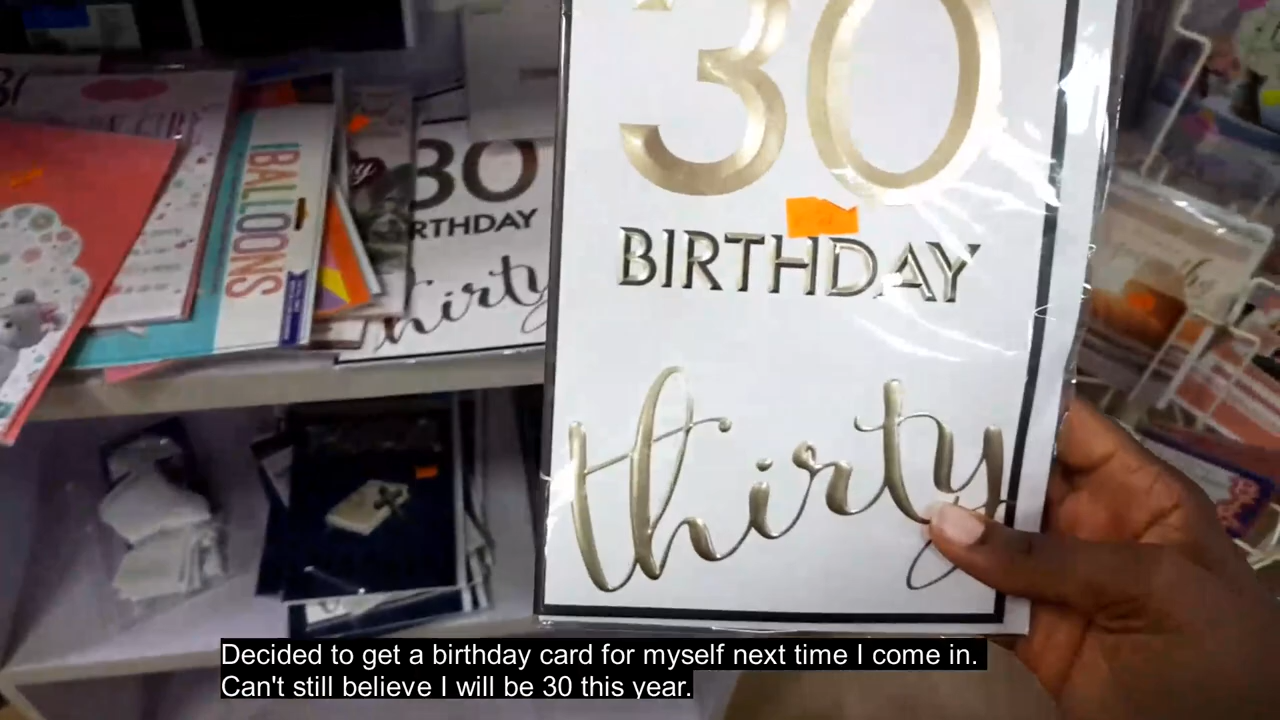 30
BIRTHDAY
thirty
BALLOONS
30
RTHDAY
thirty
Decided to get a birthday card for myself next time I come in.
Can't still believe I will be 30 this year.